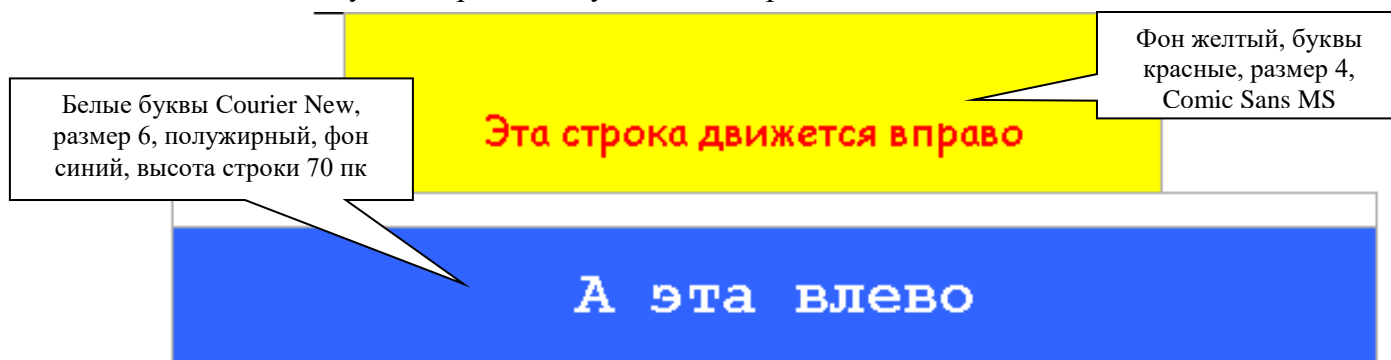 Фон желтый, буквы
красные, размер 4,
Comic Sans MS
Белые буквы Courier New,
размер 6, полужирный, фон
синий, высота строки 70 пк
Эта строка движется вправо
А эта влево